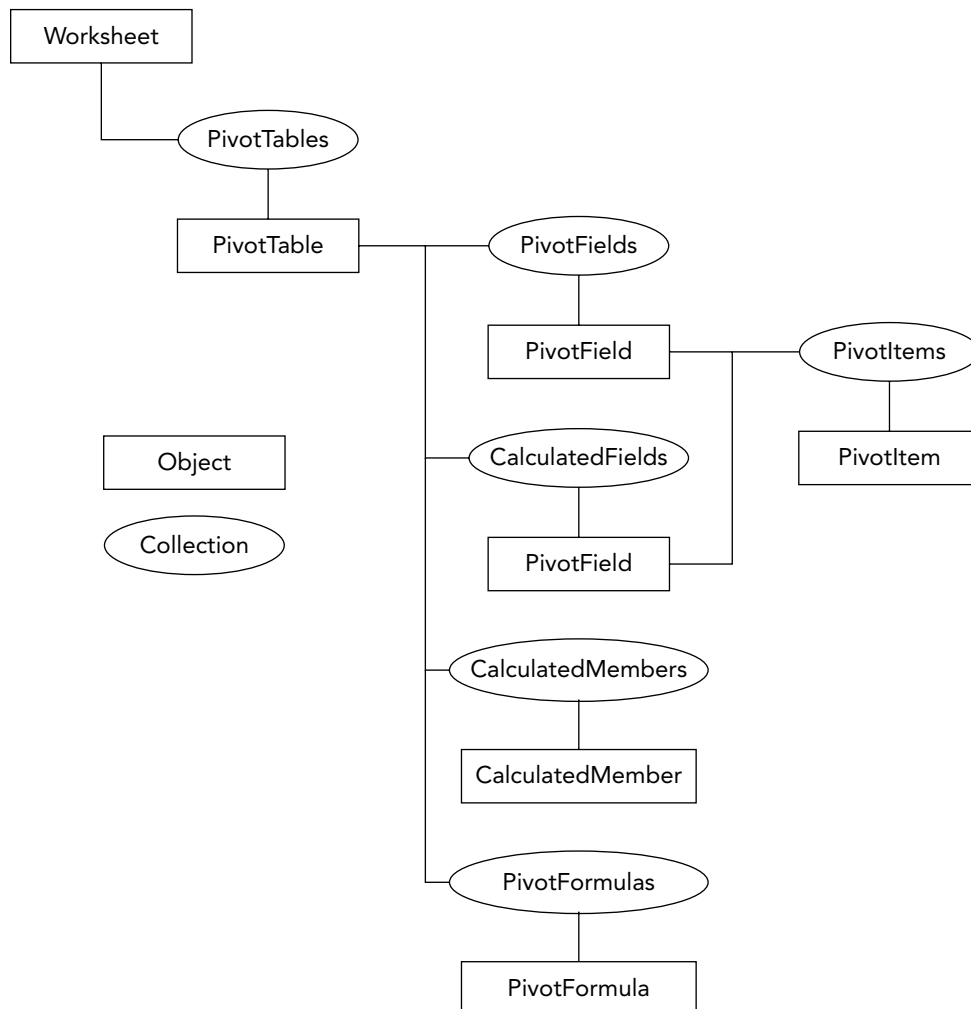 Worksheet
PivotTables
PivotTable
PivotFields
PivotField
PivotItems
PivotItem
Object
Collection
CalculatedFields
PivotField
CalculatedMembers
CalculatedMember
PivotFormulas
PivotFormula